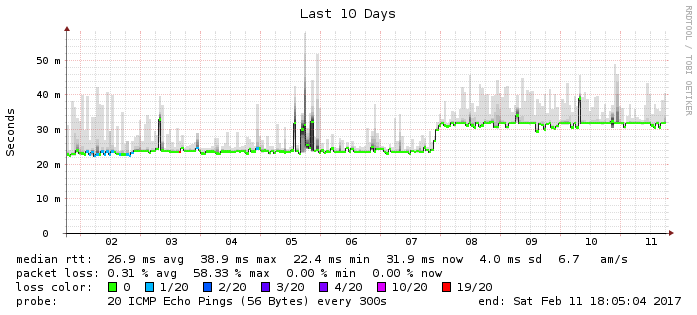 Last 10 Days
RRDTOOL / TOBI OETIKER
Seconds
50 m
40 m
30 m
20 m
10 m
0
02 03 04 05 06 07 08 09 10 11
median rtt: 26.9 ms avg 38.9 ms max 22.4 ms min 31.9 ms now 4.0 ms sd 6.7 am/s
packet loss: 0.31 % avg 58.33 % max 0.00 % min 0.00 % now
loss color: 0 1/20 2/20 3/20 4/20 10/20 19/20
probe: 20 ICMP Echo Pings (56 Bytes) every 300s end: Sat Feb 11 18:05:04 2017